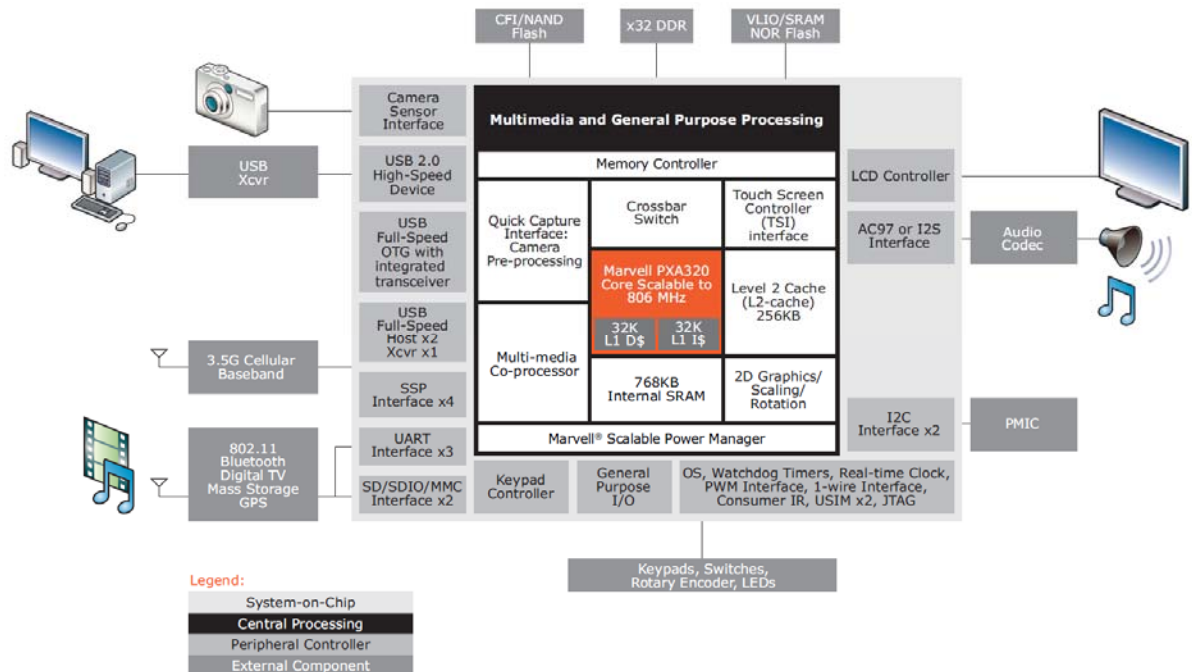 CFI/NAND
Flash
x32 DDR
VLIO/SRAM
NOR Flash
Camera
Sensor
Interface
Multimedia and General Purpose Processing
Memory Controller
USB
Xcvr
USB 2.0
High-Speed
Device
LCD Controller
Quick Capture
Interface:
Camera
Pre-processing
Crossbar
Switch
Touch Screen
Controller
(TSI)
interface
USB
Full-Speed
OTG with
integrated
transceiver
AC97 or I2S
Interface
Audio
Codec
Marvell PXA320
Core Scalable to
806 MHz
32K
L1 D$
32K
L1 I$
Level 2 Cache
(L2-cache)
256KB
USB
Full-Speed
Host x2
Xcvr x1
3.5G Cellular
Baseband
Multi-media
Co-processor
768KB
Internal SRAM
2D Graphics/
Scaling/
Rotation
SSP
Interface x4
I2C
Interface x2
PMIC
802.11
Bluetooth
Digital TV
Mass Storage
GPS
UART
Interface x3
Marvell® Scalable Power Manager
SD/SDIO/MMC
Interface x2
Keypad
Controller
General
Purpose
I/O
OS, Watchdog Timers, Real-time Clock,
PWM Interface, 1-wire Interface,
Consumer IR, USIM x2, JTAG
Keypads, Switches,
Rotary Encoder, LEDs
Legend:
System-on-Chip
Central Processing
Peripheral Controller
External Component